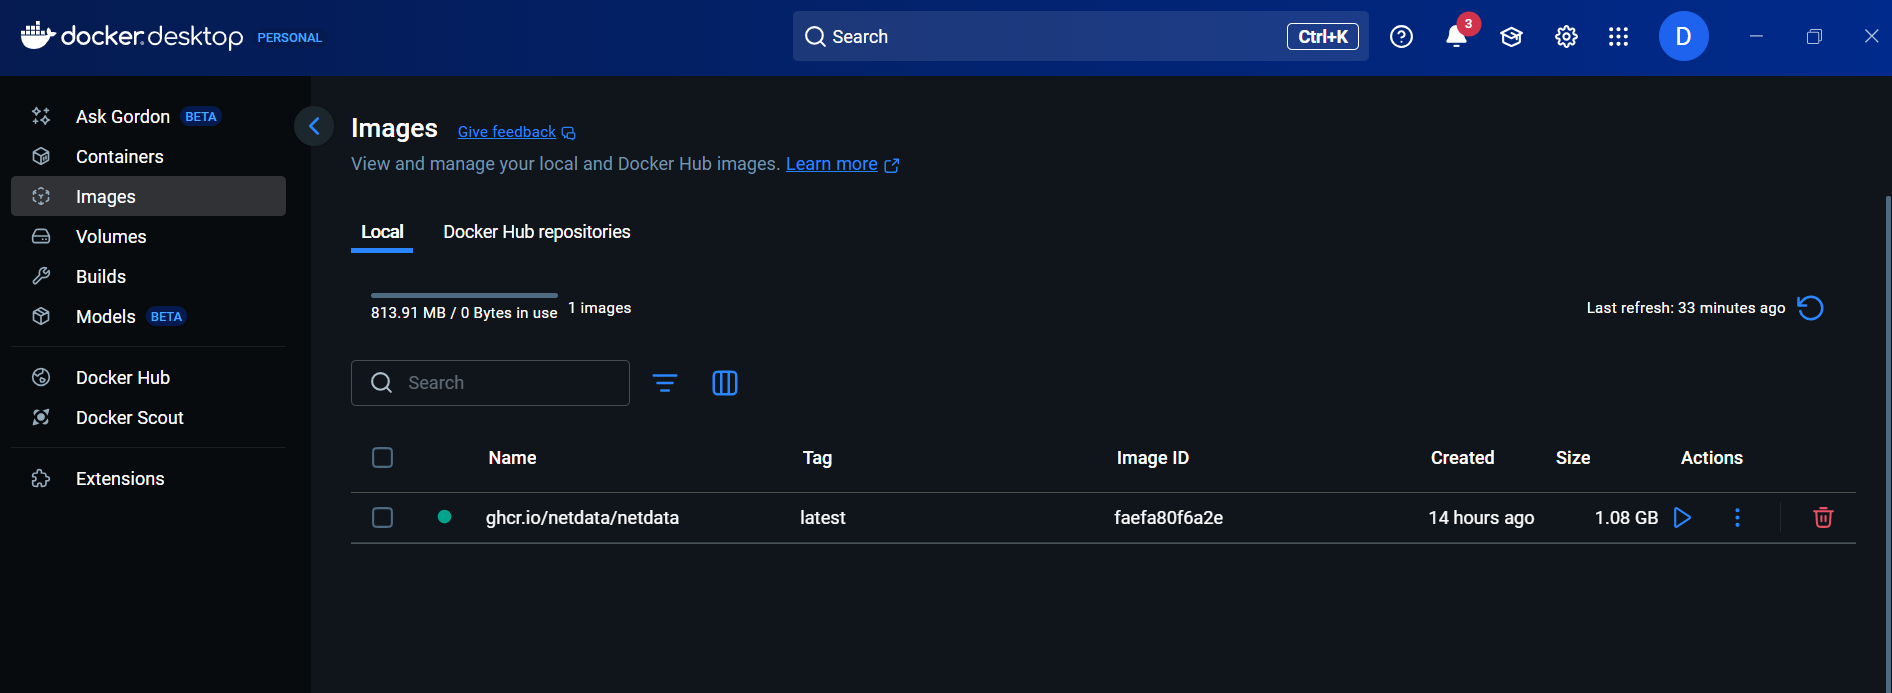 docker.desktop PERSONAL
Search
Ctrl+K
3
D
Ask Gordon BETA
Containers
Images
Volumes
Builds
Models BETA
Docker Hub
Docker Scout
Extensions
Images Give feedback
View and manage your local and Docker Hub images. Learn more
Local Docker Hub repositories
813.91 MB / 0 Bytes in use 1 images
Last refresh: 33 minutes ago
Search
Name Tag Image ID Created Size Actions
ghcr.io/netdata/netdata latest faefa80f6a2e 14 hours ago 1.08 GB